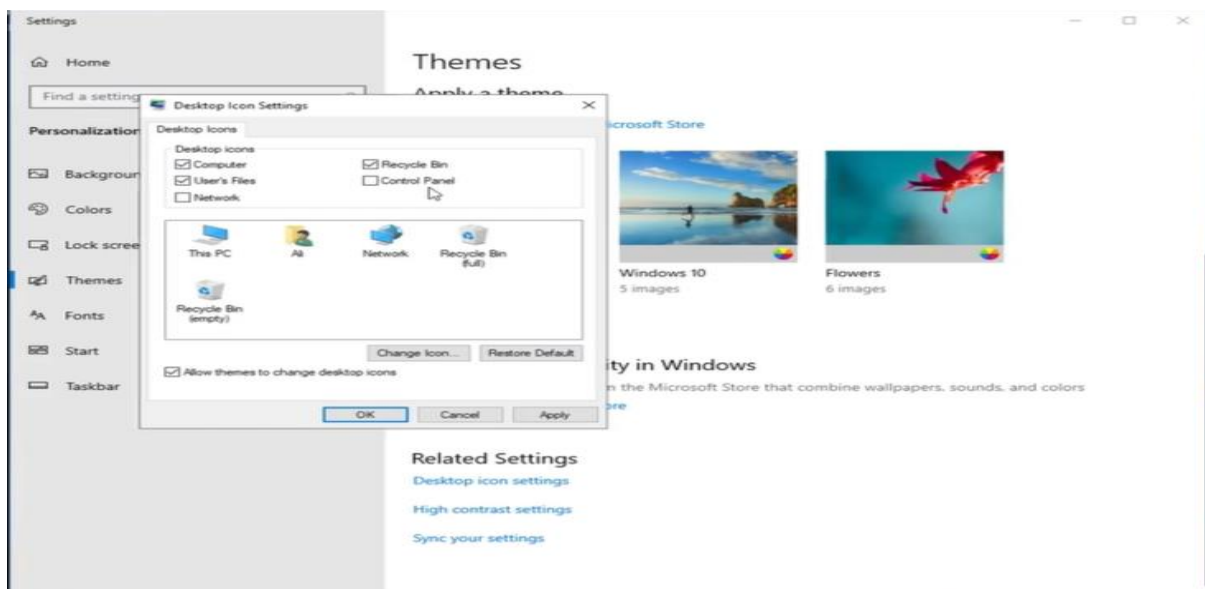 Settings
Home
Find a setting
Personalization
Backgroun
Colors
Lock scree
Themes
Fonts
Start
Taskbar
Themes
Apply a theme
icrosoft Store
Windows 10
5 images
Flowers
6 images
ity in Windows
n the Microsoft Store that combine wallpapers, sounds, and colors
ore
Related Settings
Desktop icon settings
High contrast settings
Sync your settings
Desktop Icon Settings
Desktop Icons
Desktop icons
Computer
Recycle Bin
User's Files
Control Panel
Network
This PC
Ali
Network
Recycle Bin
(full)
Recycle Bin
(empty)
Change Icon...
Restore Default
Allow themes to change desktop icons
OK
Cancel
Apply